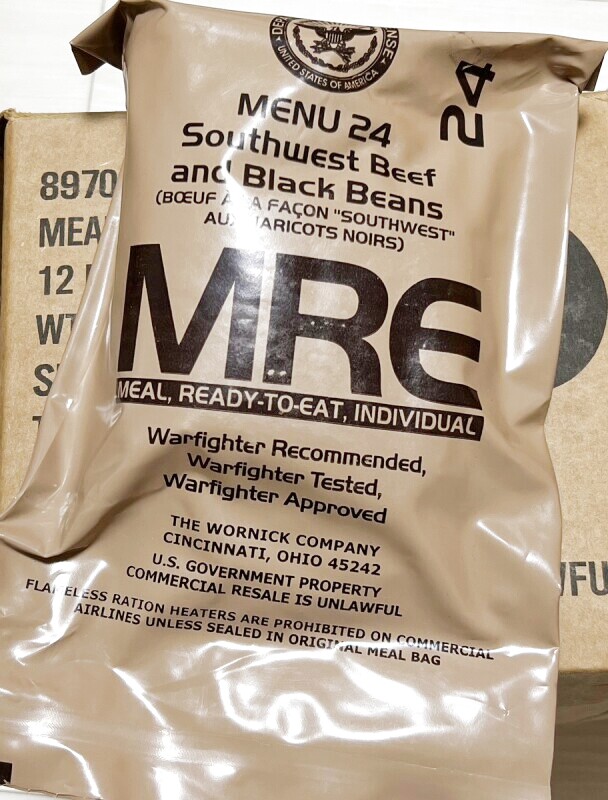 UNITED STATES OF AMERICA
24
MENU 24
Southwest Beef
and Black Beans
(BŒUF À LA FAÇON "SOUTHWEST"
AUX HARICOTS NOIRS)
MRE
MEAL, READY-TO-EAT, INDIVIDUAL
Warfighter Recommended,
Warfighter Tested,
Warfighter Approved
THE WORNICK COMPANY
CINCINNATI, OHIO 45242
U.S. GOVERNMENT PROPERTY
COMMERCIAL RESALE IS UNLAWFUL
FLAMELESS RATION HEATERS ARE PROHIBITED ON COMMERCIAL
AIRLINES UNLESS SEALED IN ORIGINAL MEAL BAG
8970
MEA
12
WT